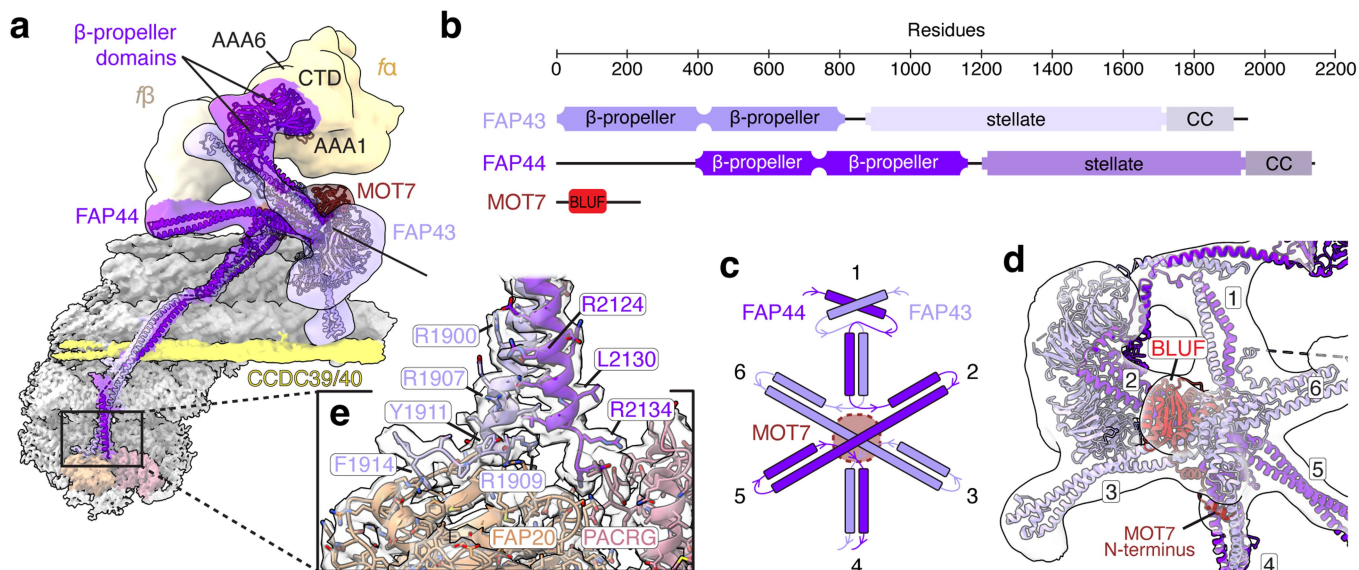 a
β-propeller
domains
AAA6
CTD
fα
fβ
AAA1
MOT7
FAP44
FAP43
CCDC39/40
b
Residues
0 200 400 600 800 1000 1200 1400 1600 1800 2000 2200
FAP43 β-propeller β-propeller stellate CC
FAP44 β-propeller β-propeller stellate CC
MOT7 BLUF
c
1
FAP44 FAP43
6 2
MOT7
5 3
4
d
1
BLUF
2
6
5
3
MOT7
N-terminus
4
e
R2124
R1900
L2130
R1907
Y1911
R2134
F1914
R1909
FAP20
PACRG